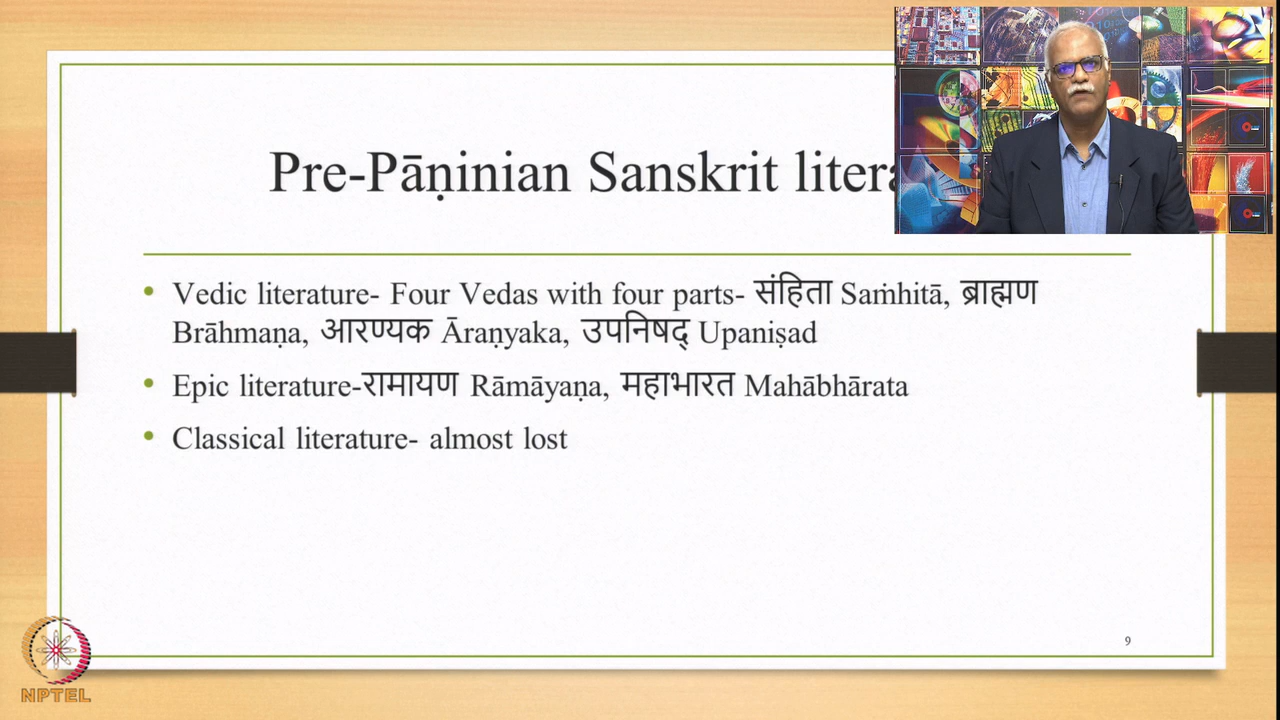 Pre-Pāṇinian Sanskrit
• Vedic literature- Four Vedas with four parts- संहिता Saṁhitā, ब्राह्मण
Brāhmaṇa, आरण्यक Āraṇyaka, उपनिषद् Upaniṣad
• Epic literature-रामायण Rāmāyaṇa, महाभारत Mahābhārata
• Classical literature- almost lost
9
NPTEL